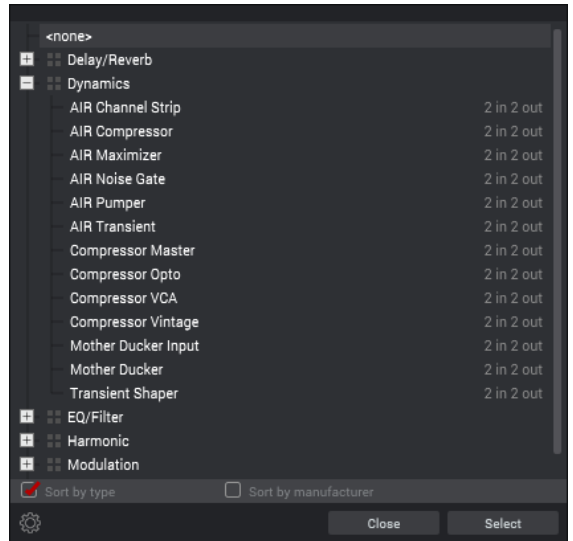 <none>
Delay/Reverb
Dynamics
AIR Channel Strip 2 in 2 out
AIR Compressor 2 in 2 out
AIR Maximizer 2 in 2 out
AIR Noise Gate 2 in 2 out
AIR Pumper 2 in 2 out
AIR Transient 2 in 2 out
Compressor Master 2 in 2 out
Compressor Opto 2 in 2 out
Compressor VCA 2 in 2 out
Compressor Vintage 2 in 2 out
Mother Ducker Input 2 in 2 out
Mother Ducker 2 in 2 out
Transient Shaper 2 in 2 out
EQ/Filter
Harmonic
Modulation
Sort by type Sort by manufacturer
Close Select